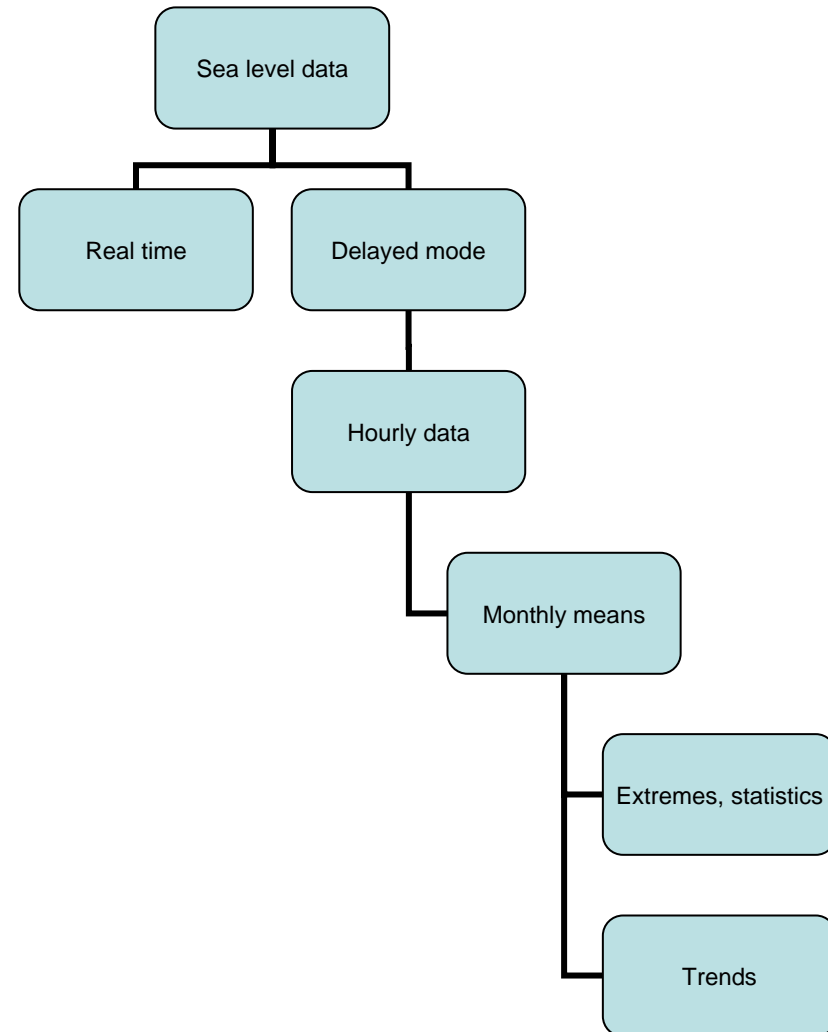 Sea level data
Real time
Delayed mode
Hourly data
Monthly means
Extremes, statistics
Trends